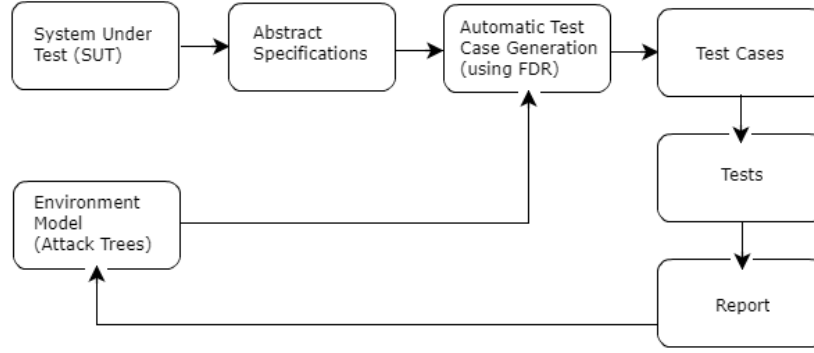 System Under
Test (SUT)
Abstract
Specifications
Automatic Test
Case Generation
(using FDR)
Test Cases
Tests
Environment
Model
(Attack Trees)
Report